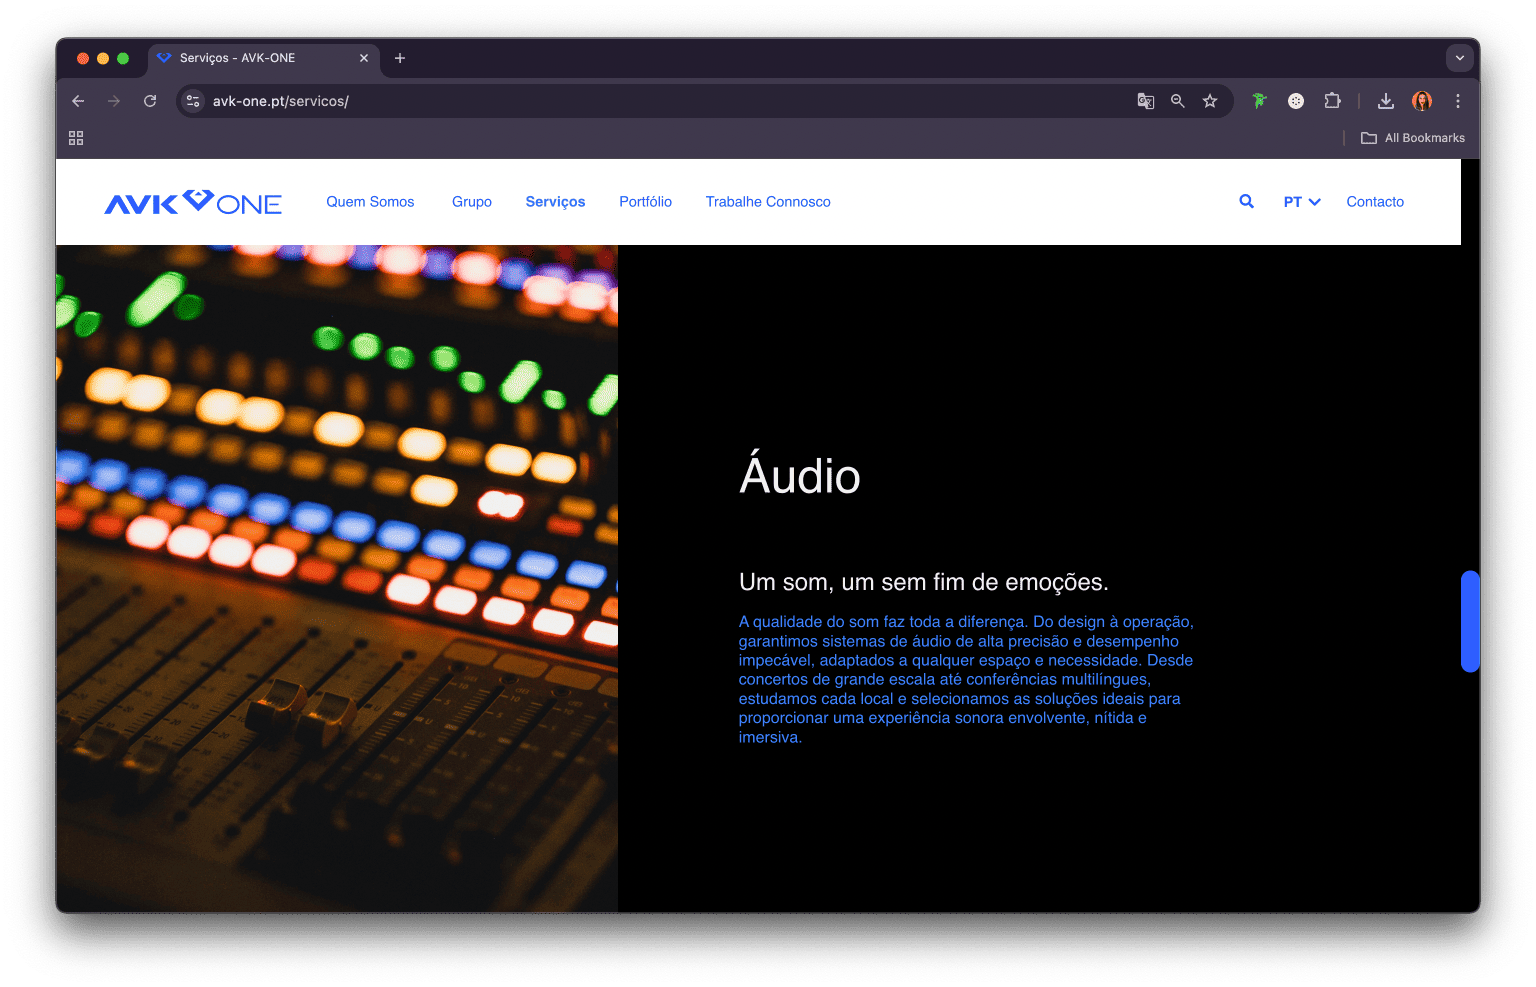 Serviços - AVK-ONE
avk-one.pt/servicos/
All Bookmarks
AVK ONE
Quem Somos
Grupo
Serviços
Portfólio
Trabalhe Connosco
PT
Contacto
Áudio
Um som, um sem fim de emoções.
A qualidade do som faz toda a diferença. Do design à operação,
garantimos sistemas de áudio de alta precisão e desempenho
impecável, adaptados a qualquer espaço e necessidade. Desde
concertos de grande escala até conferências multilíngues,
estudamos cada local e selecionamos as soluções ideais para
proporcionar uma experiência sonora envolvente, nítida e
imersiva.